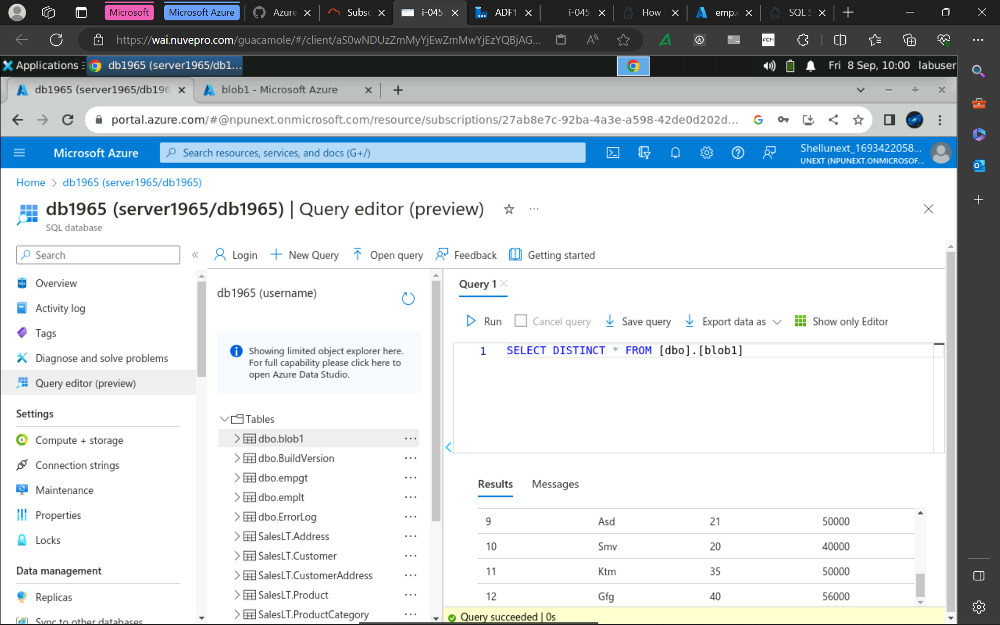 Microsoft
Microsoft Azure
Azure
Subsc
i-045
ADF1
i-045
How
emp.
SQL S
https://wai.nuvepro.com/guacamole/#/client/aS0wNDUzZmMyYjEwZmMwYjEzYQBjAG...
Applications
db1965 (server1965/db1...
Fri 8 Sep, 10:00 labuser
db1965 (server1965/db196
blob1 - Microsoft Azure
portal.azure.com/#@npunext.onmicrosoft.com/resource/subscriptions/27ab8e7c-92ba-4a3e-a598-42de0d202d...
Microsoft Azure
Search resources, services, and docs (G+/)
Shellunext_1693422058...
UNEXT (NPUNEXT.ONMICROSOF...
Home > db1965 (server1965/db1965)
db1965 (server1965/db1965) | Query editor (preview)
SQL database
Search
Login
New Query
Open query
Feedback
Getting started
Overview
Activity log
Tags
Diagnose and solve problems
Query editor (preview)
Settings
Compute + storage
Connection strings
Maintenance
Properties
Locks
Data management
Replicas
Sync to other databases
db1965 (username)
Showing limited object explorer here.
For full capability please click here to
open Azure Data Studio.
Tables
dbo.blob1
dbo.BuildVersion
dbo.empgt
dbo.emplt
dbo.ErrorLog
SalesLT.Address
SalesLT.Customer
SalesLT.CustomerAddress
SalesLT.Product
SalesLT.ProductCategory
Query 1
Run
Cancel query
Save query
Export data as
Show only Editor
1 SELECT DISTINCT * FROM [dbo].[blob1]
Results
Messages
9 Asd 21 50000
10 Smv 20 40000
11 Ktm 35 50000
12 Gfg 40 56000
Query succeeded | 0s